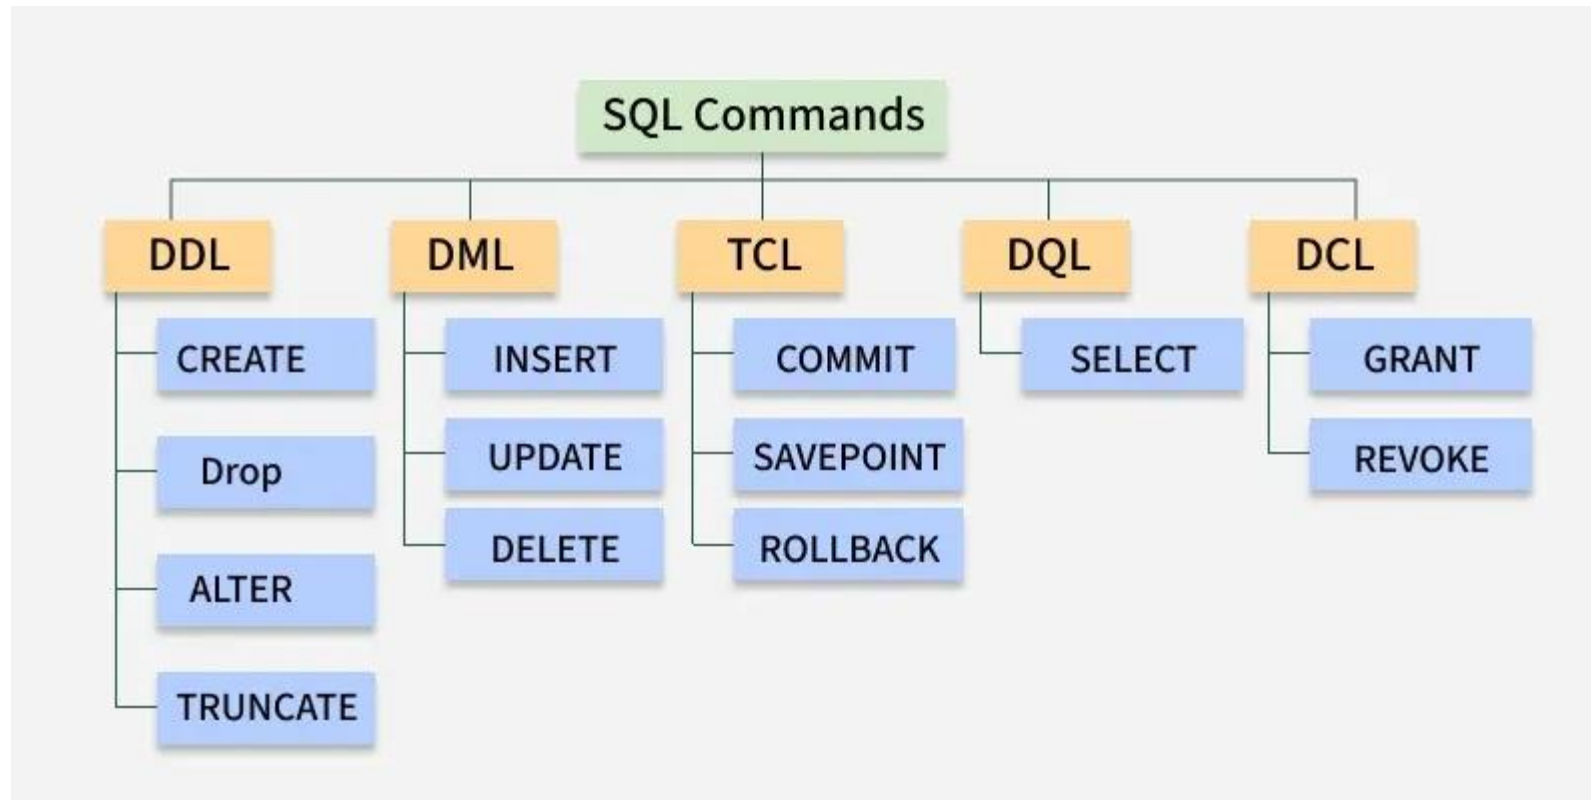 SQL Commands
DDL
DML
TCL
DQL
DCL
CREATE
INSERT
COMMIT
SELECT
GRANT
Drop
UPDATE
SAVEPOINT
REVOKE
ALTER
DELETE
ROLLBACK
TRUNCATE